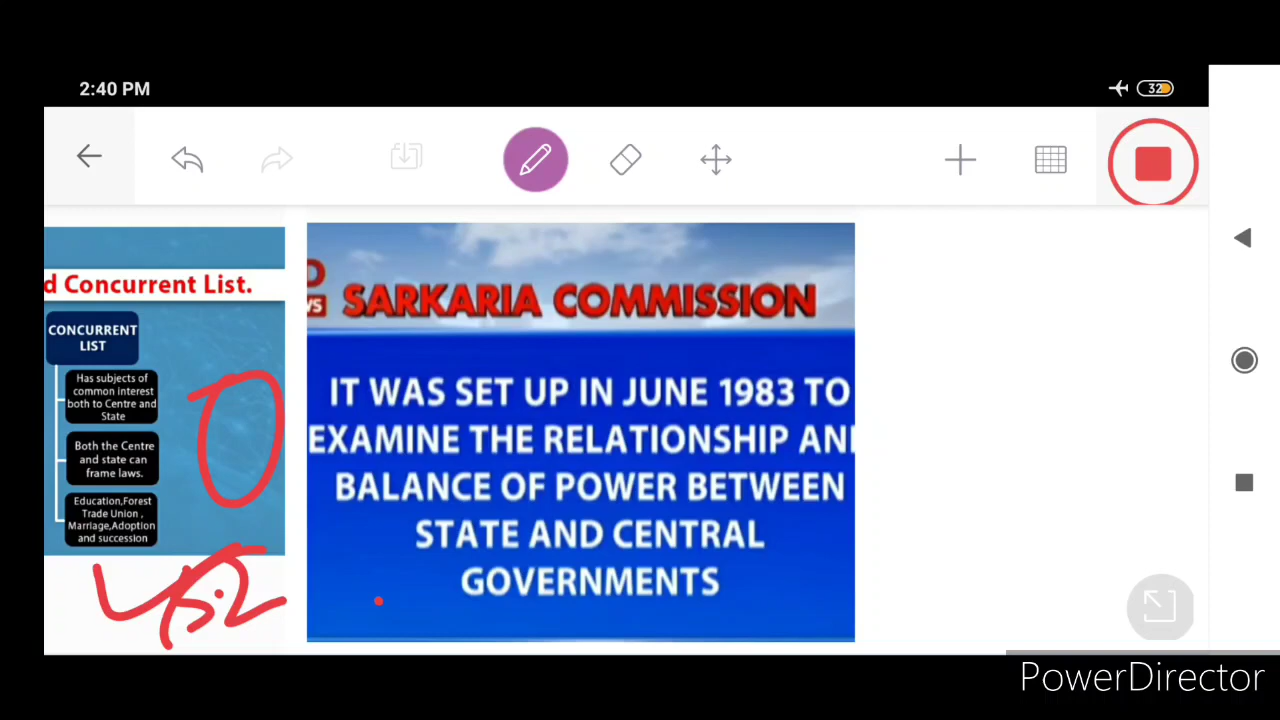 2:40 PM
32
d Concurrent List.
CONCURRENT
LIST
Has subjects of
common interest
both to Centre and
State
Both the Centre
and state can
frame laws.
Education,Forest
Trade Union ,
Marriage,Adoption
and succession
D
WS
SARKARIA COMMISSION
IT WAS SET UP IN JUNE 1983 TO
EXAMINE THE RELATIONSHIP AN
BALANCE OF POWER BETWEEN
STATE AND CENTRAL
GOVERNMENTS
PowerDirector